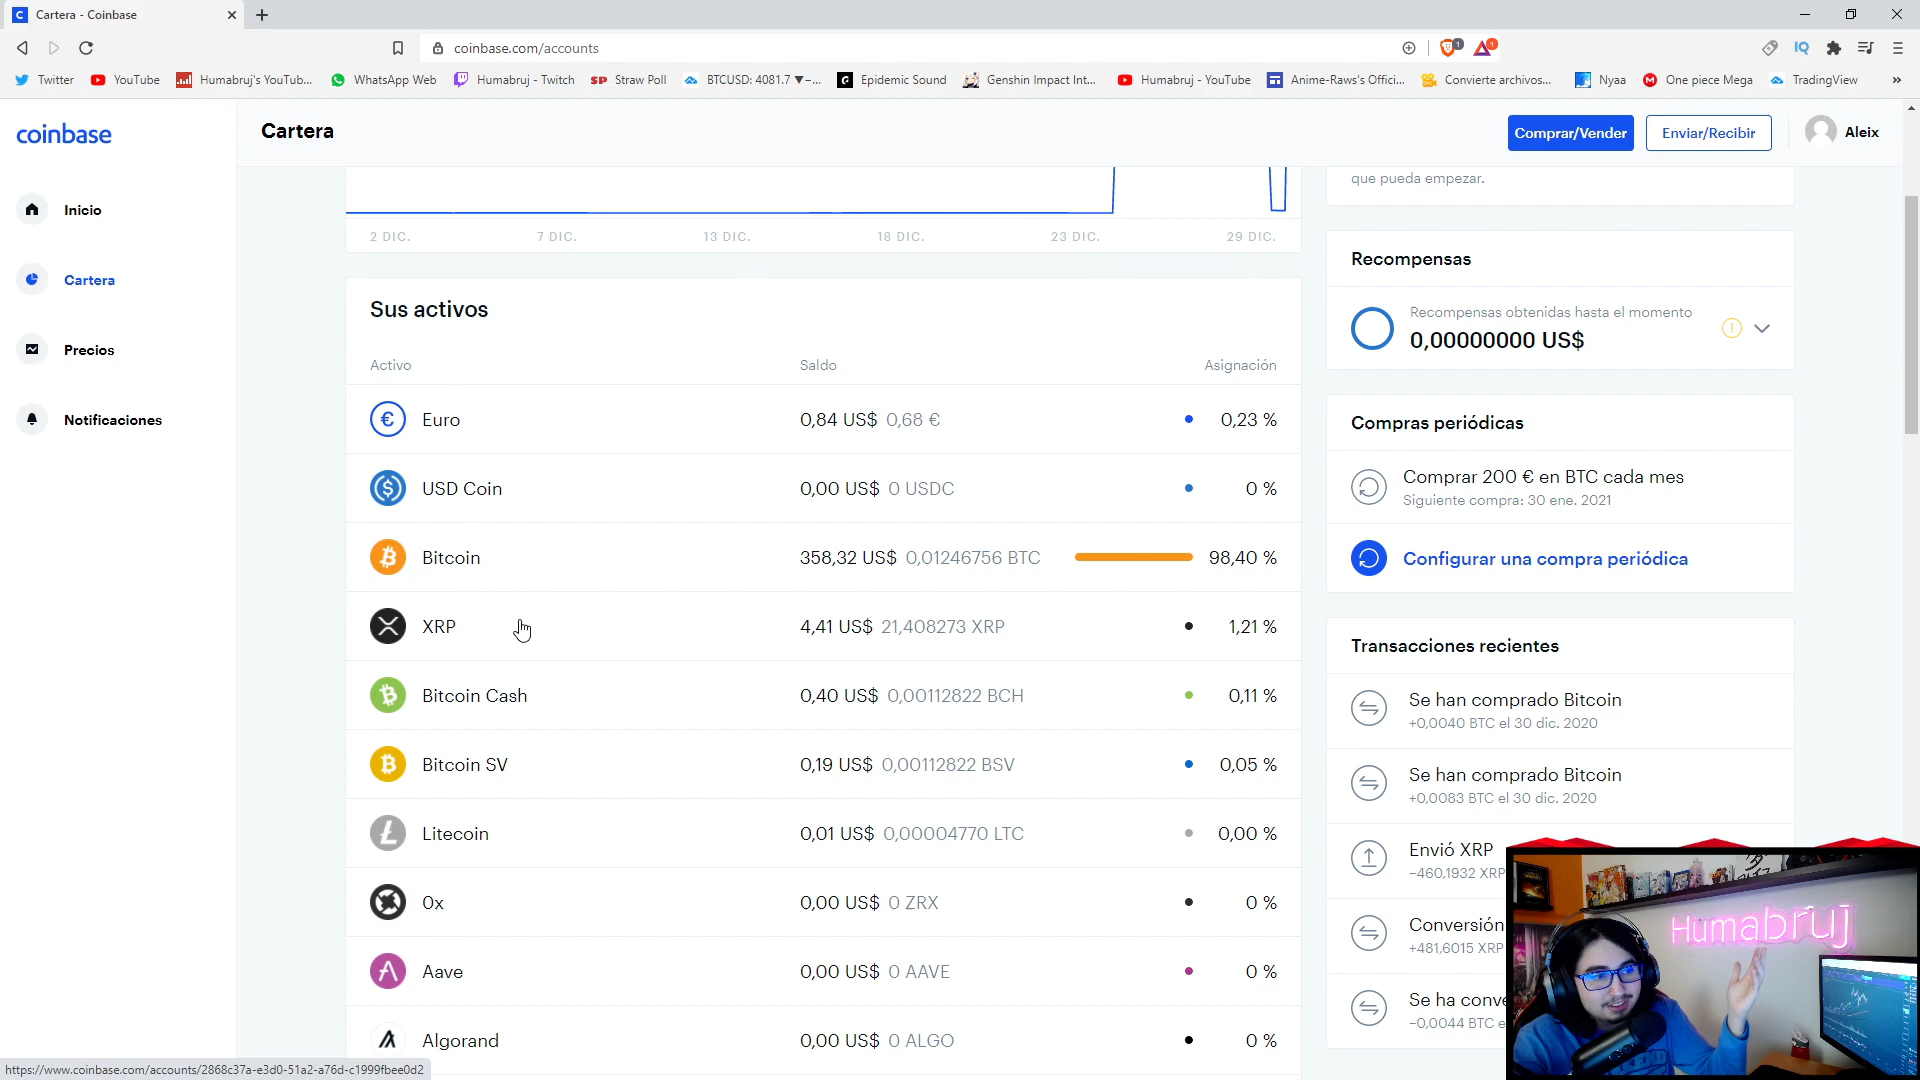 Cartera - Coinbase
coinbase.com/accounts
Twitter
YouTube
Humabruj's YouTub...
WhatsApp Web
Humabruj - Twitch
SP Straw Poll
BTCUSD: 4081.7 ▼−...
Epidemic Sound
Genshin Impact Int...
Humabruj - YouTube
Anime-Raws's Offici...
Convierte archivos...
Nyaa
One piece Mega
TradingView
coinbase
Cartera
Comprar/Vender
Enviar/Recibir
Aleix
Inicio
Cartera
Precios
Notificaciones
2 DIC.
7 DIC.
13 DIC.
18 DIC.
23 DIC.
29 DIC.
Sus activos
Activo
Saldo
Asignación
Euro
0,84 US$ 0,68 €
0,23 %
USD Coin
0,00 US$ 0 USDC
0 %
Bitcoin
358,32 US$ 0,01246756 BTC
98,40 %
XRP
4,41 US$ 21,408273 XRP
1,21 %
Bitcoin Cash
0,40 US$ 0,00112822 BCH
0,11 %
Bitcoin SV
0,19 US$ 0,00112822 BSV
0,05 %
Litecoin
0,01 US$ 0,00004770 LTC
0,00 %
0x
0,00 US$ 0 ZRX
0 %
Aave
0,00 US$ 0 AAVE
0 %
Algorand
0,00 US$ 0 ALGO
0 %
que pueda empezar.
Recompensas
Recompensas obtenidas hasta el momento
0,00000000 US$
Compras periódicas
Comprar 200 € en BTC cada mes
Siguiente compra: 30 ene. 2021
Configurar una compra periódica
Transacciones recientes
Se han comprado Bitcoin
+0,0040 BTC el 30 dic. 2020
Se han comprado Bitcoin
+0,0083 BTC el 30 dic. 2020
Envió XRP
−460,1932 XRP
Conversión
+481,6015 XRP
Se ha conve
−0,0044 BTC e
Humabruj
https://www.coinbase.com/accounts/2868c37a-e3d0-51a2-a76d-c1999fbee0d2